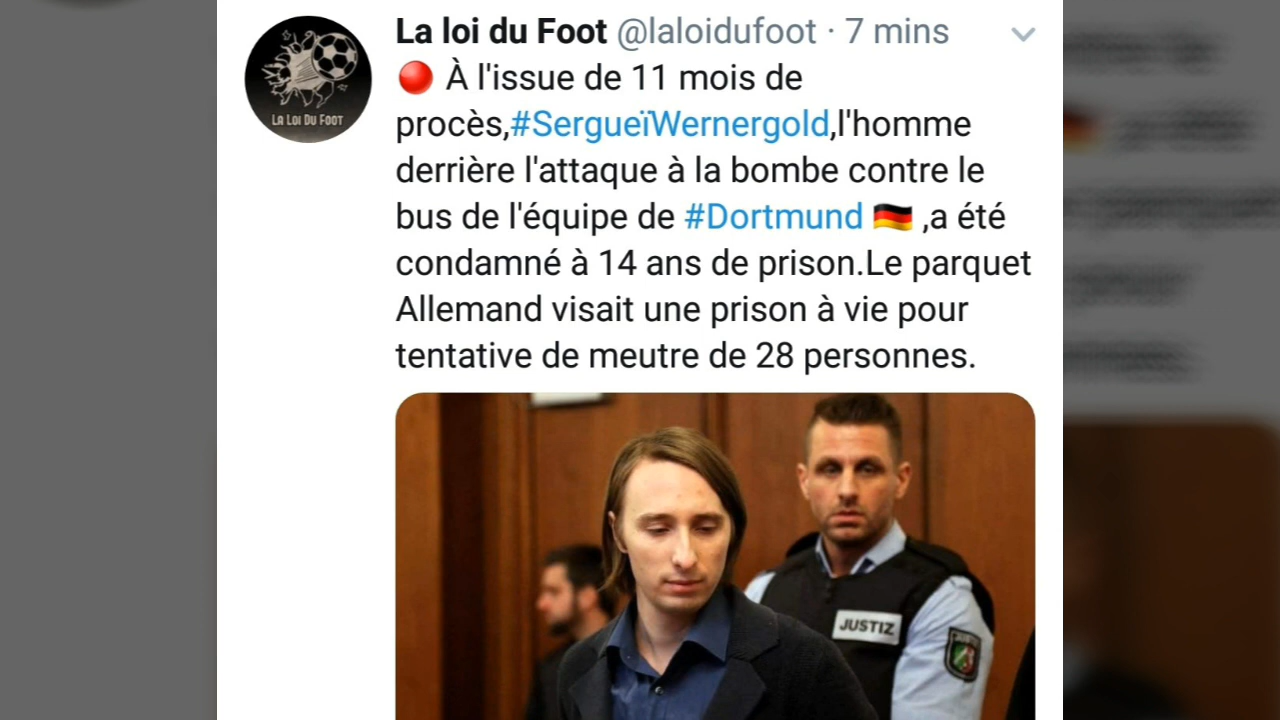 La loi du Foot @laloidufoot · 7 mins
🔴 À l'issue de 11 mois de
procès,#SergueïWernergold,l'homme
derrière l'attaque à la bombe contre le
bus de l'équipe de #Dortmund 🇩🇪 ,a été
condamné à 14 ans de prison.Le parquet
Allemand visait une prison à vie pour
tentative de meutre de 28 personnes.
LA LOI DU FOOT
JUSTIZ